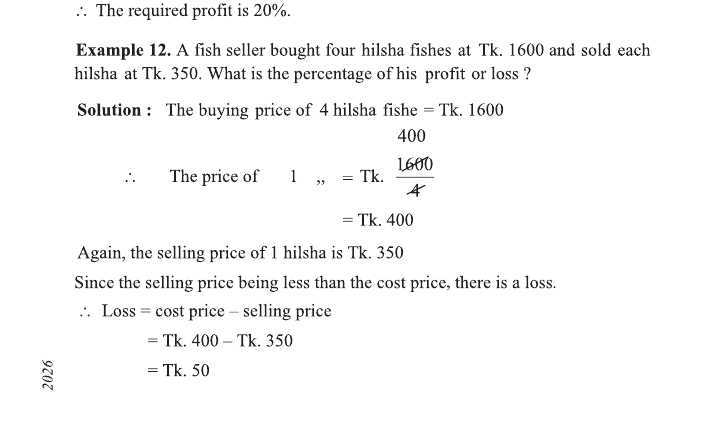 ∴ The required profit is 20%.
Example 12. A fish seller bought four hilsha fishes at Tk. 1600 and sold each
hilsha at Tk. 350. What is the percentage of his profit or loss ?
Solution : The buying price of 4 hilsha fishe = Tk. 1600
400
∴ The price of 1 ,, = Tk. 1600
4
= Tk. 400
Again, the selling price of 1 hilsha is Tk. 350
Since the selling price being less than the cost price, there is a loss.
∴ Loss = cost price – selling price
= Tk. 400 – Tk. 350
= Tk. 50
2026